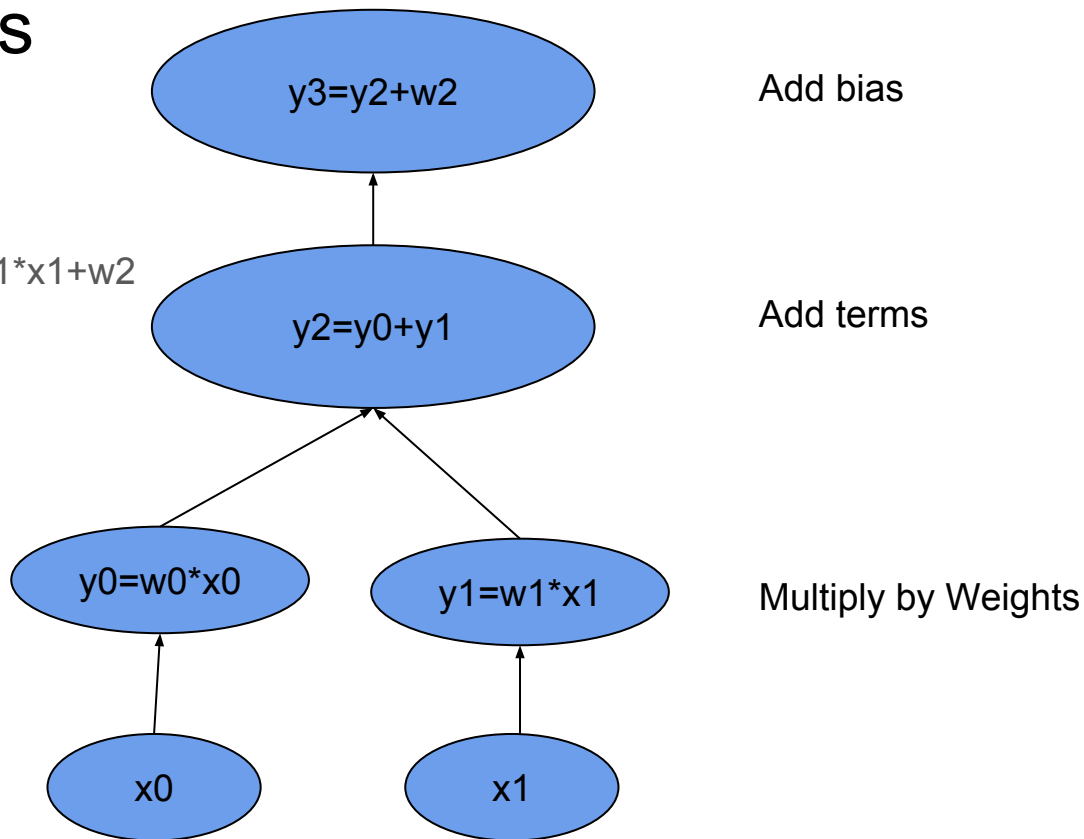 s
y3=y2+w2
Add bias
1*x1+w2
y2=y0+y1
Add terms
y0=w0*x0
y1=w1*x1
Multiply by Weights
x0
x1